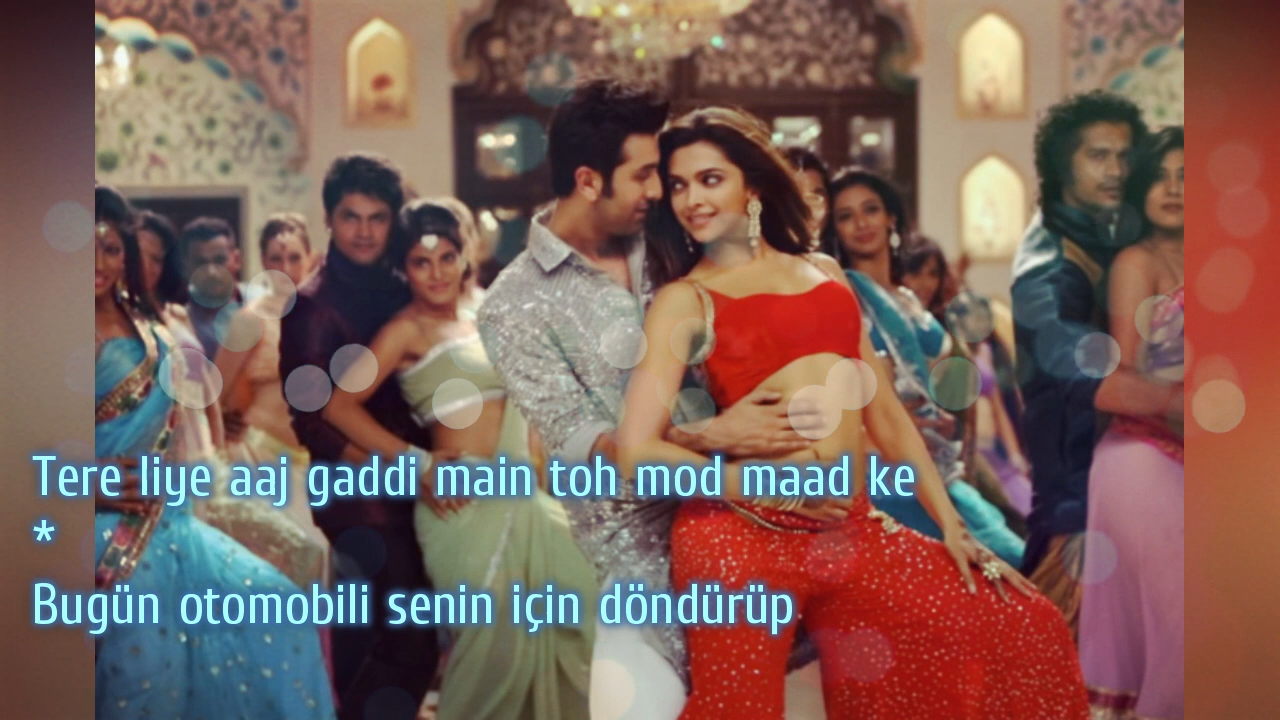 Tere liye aaj gaddi main toh mod maad ke
*
Bugün otomobili senin için döndürüp